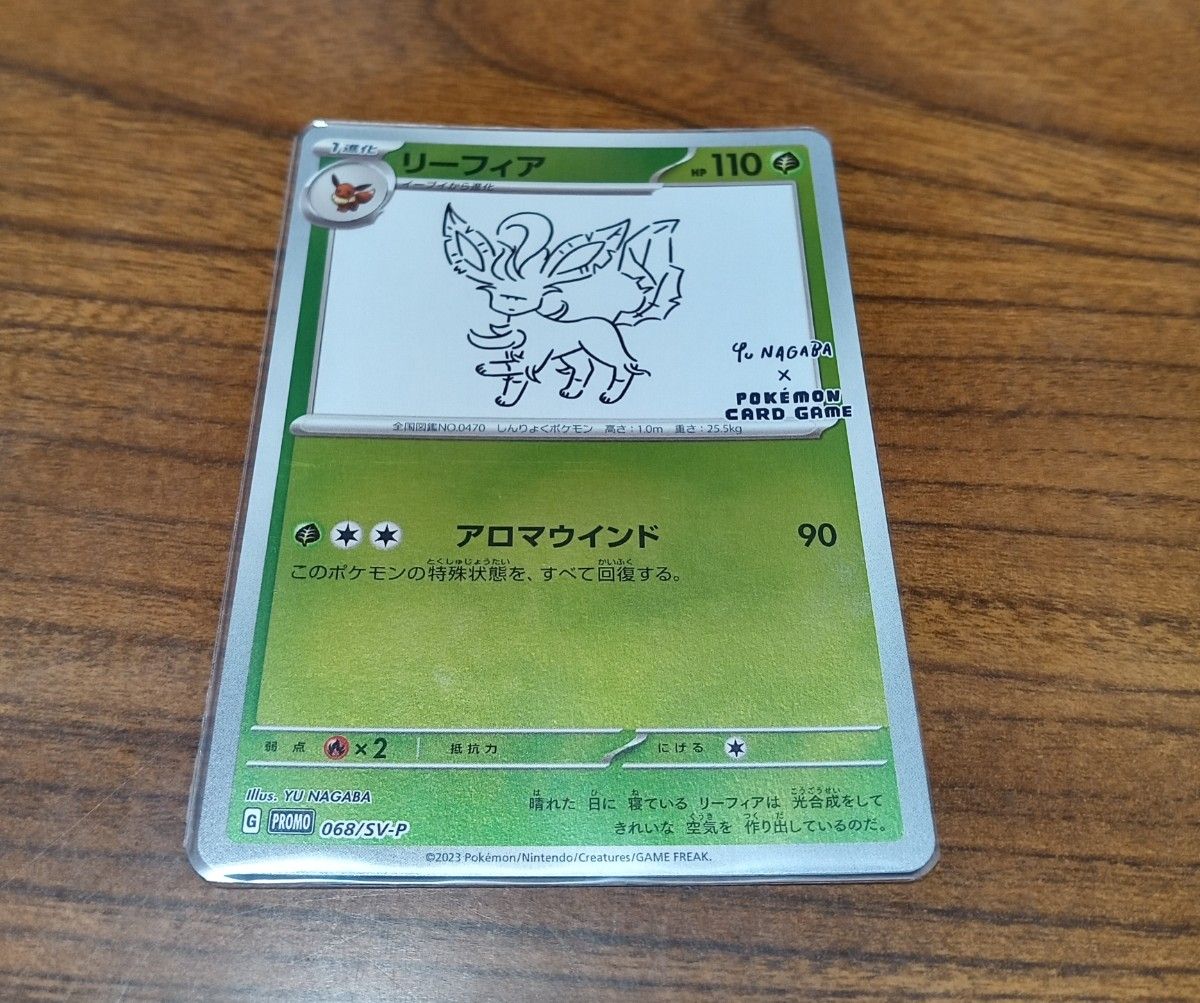 1進化
リーフィア
HP 110
イーブイから進化
Yu NAGABA
×
POKÉMON
CARD GAME
全国図鑑NO.0470 しんりょくポケモン 高さ:1.0m 重さ:25.5kg
アロマウインド 90
このポケモンの特殊状態を、すべて回復する。
弱点 ×2 抵抗力 にげる
Illus. YU NAGABA
G PROMO 068/SV-P
晴れた 日に 寝ている リーフィアは 光合成をして
きれいな 空気を 作り出しているのだ。
©2023 Pokémon/Nintendo/Creatures/GAME FREAK.